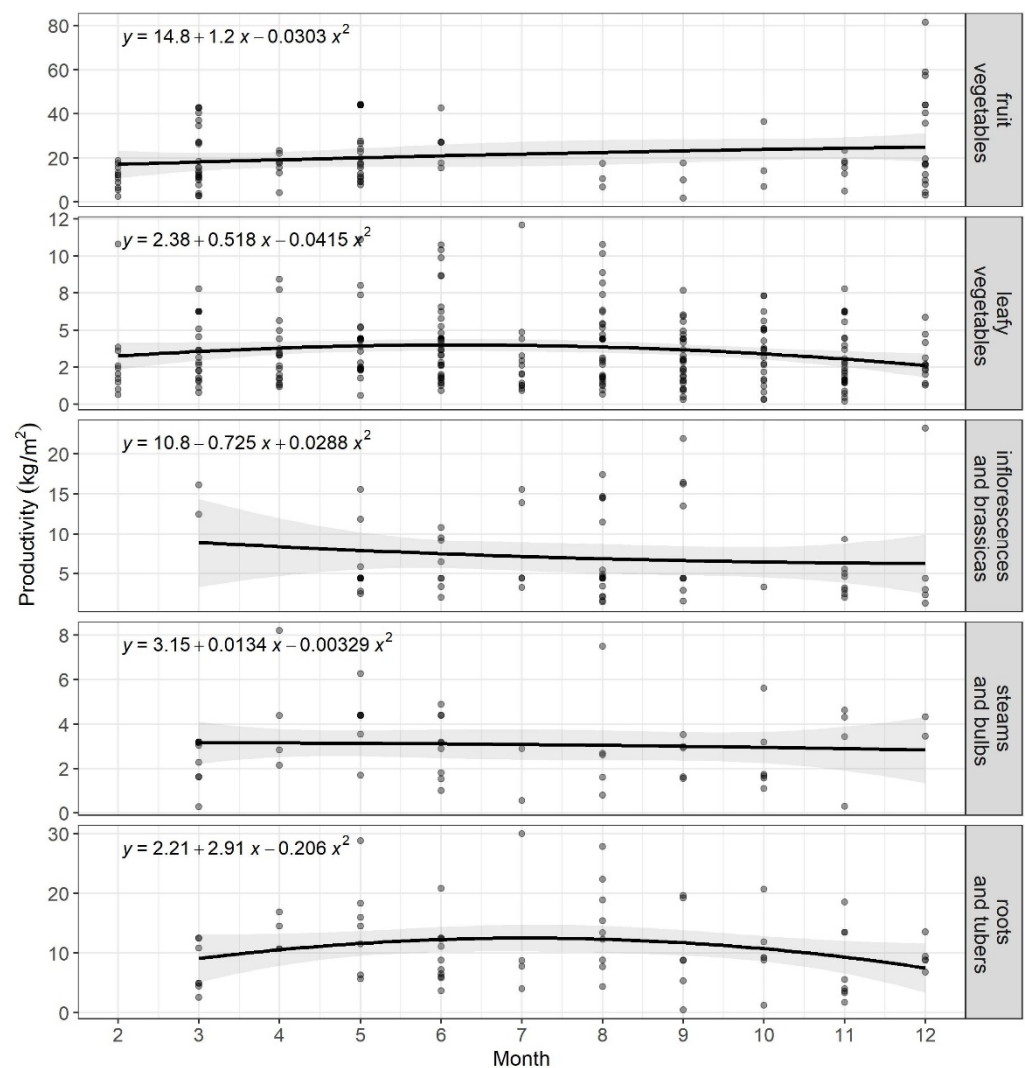 y = 14.8 + 1.2 x − 0.0303 x²
80
60
40
20
0
fruit
vegetables
y = 2.38 + 0.518 x − 0.0415 x²
12
10
8
5
2
0
leafy
vegetables
y = 10.8 − 0.725 x + 0.0288 x²
20
15
10
5
inflorescences
and brassicas
y = 3.15 + 0.0134 x − 0.00329 x²
8
6
4
2
0
steams
and bulbs
y = 2.21 + 2.91 x − 0.206 x²
30
20
10
0
roots
and tubers
Productivity (kg/m²)
2 3 4 5 6 7 8 9 10 11 12
Month